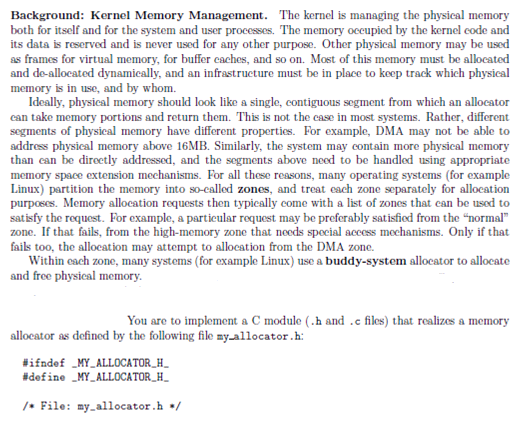 Background: Kernel Memory Management. The kernel is managing the physical memory
both for itself and for the system and user processes. The memory occupied by the kernel code and
its data is reserved and is never used for any other purpose. Other physical memory may be used
as frames for virtual memory, for buffer caches, and so on. Most of this memory must be allocated
and de-allocated dynamically, and an infrastructure must be in place to keep track which physical
memory is in use, and by whom.
Ideally, physical memory should look like a single, contiguous segment from which an allocator
can take memory portions and return them. This is not the case in most systems. Rather, different
segments of physical memory have different properties. For example, DMA may not be able to
address physical memory above 16MB. Similarly, the system may contain more physical memory
than can be directly addressed, and the segments above need to be handled using appropriate
memory space extension mechanisms. For all these reasons, many operating systems (for example
Linux) partition the memory into so-called zones, and treat each zone separately for allocation
purposes. Memory allocation requests then typically come with a list of zones that can be used to
satisfy the request. For example, a particular request may be preferably satisfied from the “normal”
zone. If that fails, from the high-memory zone that needs special access mechanisms. Only if that
fails too, the allocation may attempt to allocation from the DMA zone.
Within each zone, many systems (for example Linux) use a buddy-system allocator to allocate
and free physical memory.
You are to implement a C module (.h and .c files) that realizes a memory
allocator as defined by the following file my_allocator.h:
#ifndef _MY_ALLOCATOR_H_
#define _MY_ALLOCATOR_H_
/* File: my_allocator.h */